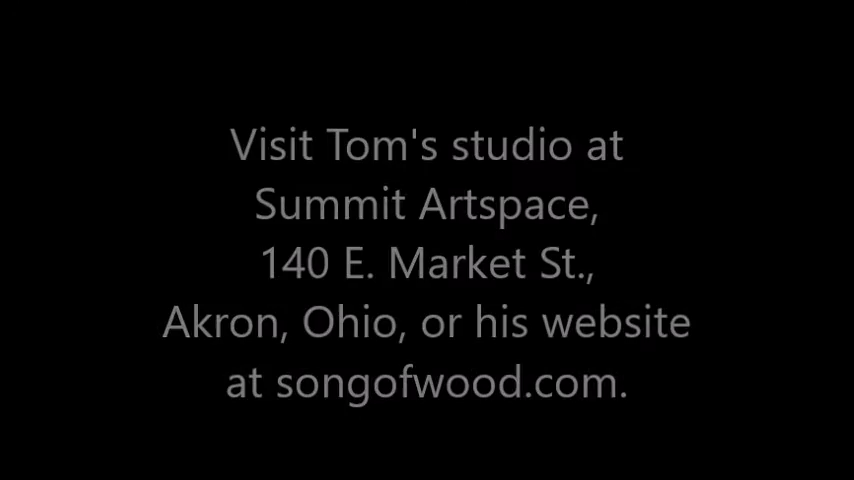 Visit Tom's studio at
Summit Artspace,
140 E. Market St.,
Akron, Ohio, or his website
at songofwood.com.